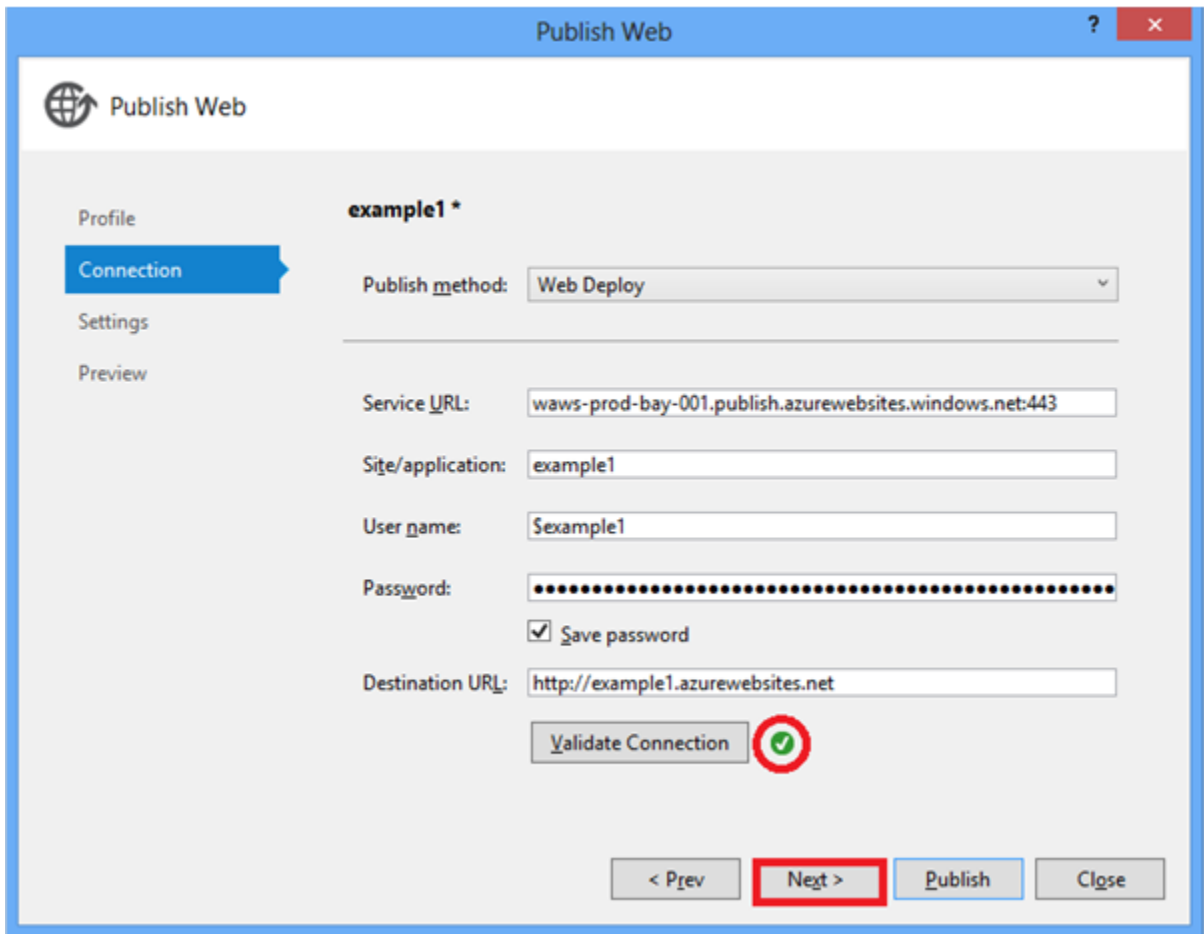 Publish Web
?
Publish Web
Profile
Connection
Settings
Preview
example1 *
Publish method: Web Deploy
Service URL: waws-prod-bay-001.publish.azurewebsites.windows.net:443
Site/application: example1
User name: $example1
Password: ••••••••••••••••••••••••••••••••••••••••••••••••••••••••••••
Save password
Destination URL: http://example1.azurewebsites.net
Validate Connection
< Prev Next > Publish Close